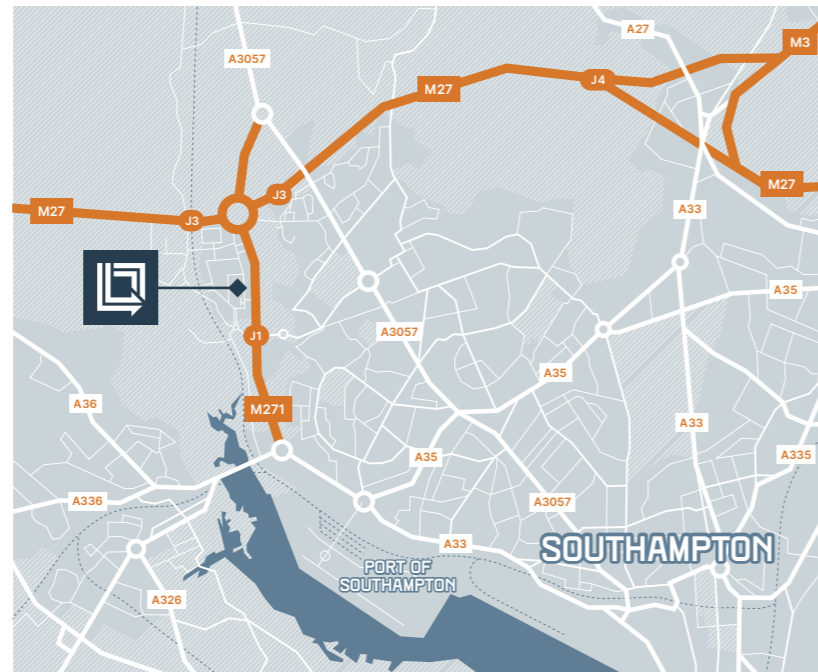 A27
M3
A3057
J4
M27
J3
A33
M27
M27
J3
A35
A3057
J1
A35
A36
M271
A33
A35
A335
A336
A3057
A33
SOUTHAMPTON
PORT OF
SOUTHAMPTON
A326